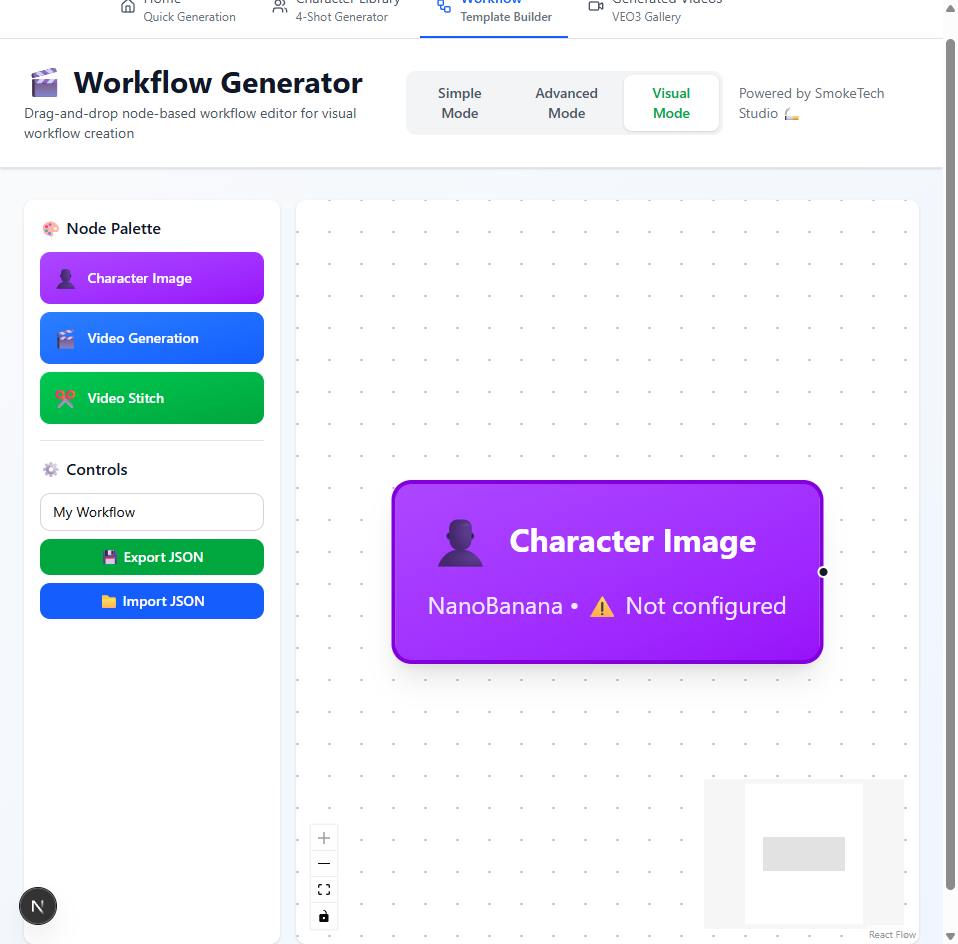 Home
Quick Generation
Character Library
4-Shot Generator
Workflow
Template Builder
Generated Videos
VEO3 Gallery
Workflow Generator
Drag-and-drop node-based workflow editor for visual
workflow creation
Simple
Mode
Advanced
Mode
Visual
Mode
Powered by SmokeTech
Studio
Node Palette
Character Image
Video Generation
Video Stitch
Controls
My Workflow
Export JSON
Import JSON
Character Image
NanoBanana • ⚠️ Not configured
N
React Flow